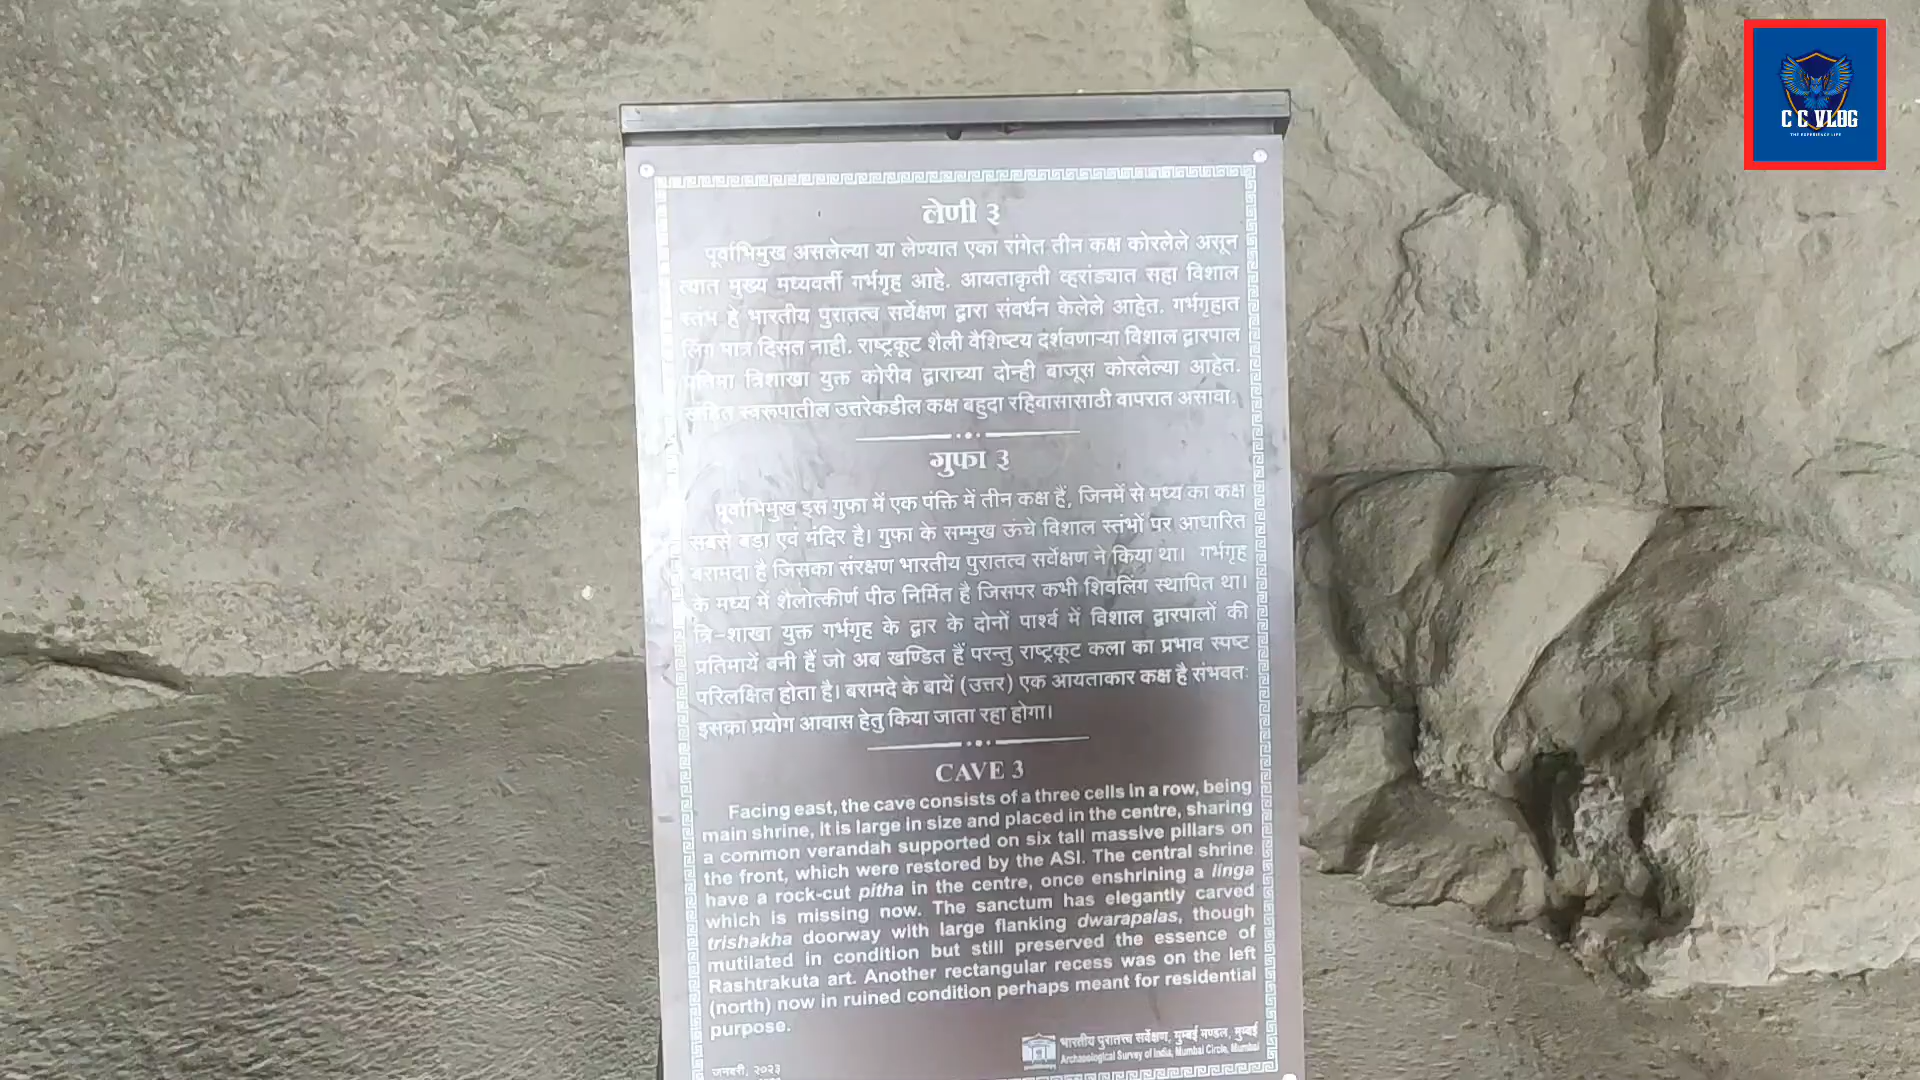 C C VLOG
THE EXPERIENCE LIFE
लेणी ३
पूर्वाभिमुख असलेल्या या लेण्यात एका रांगेत तीन कक्ष कोरलेले असून
त्यात मुख्य मध्यवर्ती गर्भगृह आहे. आयताकृती व्हरांड्यात सहा विशाल
स्तंभ हे भारतीय पुरातत्व सर्वेक्षण द्वारा संवर्धन केलेले आहेत. गर्भगृहात
लिंग मात्र दिसत नाही. राष्ट्रकूट शैली वैशिष्टय दर्शवणाऱ्या विशाल द्वारपाल
प्रतिमा त्रिशाखा युक्त कोरीव द्वाराच्या दोन्ही बाजूस कोरलेल्या आहेत.
स्वरूपातील उत्तरेकडील कक्ष बहुदा रहिवासासाठी वापरात असावा.
गुफा ३
पूर्वाभिमुख इस गुफा में एक पंक्ति में तीन कक्ष हैं, जिनमें से मध्य का कक्ष
सबसे बड़ा एवं मंदिर है। गुफा के सम्मुख ऊंचे विशाल स्तंभों पर आधारित
बरामदा है जिसका संरक्षण भारतीय पुरातत्व सर्वेक्षण ने किया था। गर्भगृह
के मध्य में शैलोत्कीर्ण पीठ निर्मित है जिसपर कभी शिवलिंग स्थापित था।
त्रि-शाखा युक्त गर्भगृह के द्वार के दोनों पार्श्व में विशाल द्वारपालों की
प्रतिमायें बनी हैं जो अब खण्डित हैं परन्तु राष्ट्रकूट कला का प्रभाव स्पष्ट
परिलक्षित होता है। बरामदे के बायें (उत्तर) एक आयताकार कक्ष है संभवतः
इसका प्रयोग आवास हेतु किया जाता रहा होगा।
CAVE 3
Facing east, the cave consists of a three cells in a row, being
main shrine, it is large in size and placed in the centre, sharing
a common verandah supported on six tall massive pillars on
the front, which were restored by the ASI. The central shrine
have a rock-cut pitha in the centre, once enshrining a linga
which is missing now. The sanctum has elegantly carved
trishakha doorway with large flanking dwarapalas, though
mutilated in condition but still preserved the essence of
Rashtrakuta art. Another rectangular recess was on the left
(north) now in ruined condition perhaps meant for residential
purpose.
भारतीय पुरातत्त्व सर्वेक्षण, मुम्बई मण्डल, मुम्बई
Archaeological Survey of India, Mumbai Circle, Mumbai
जनवरी, २०२३